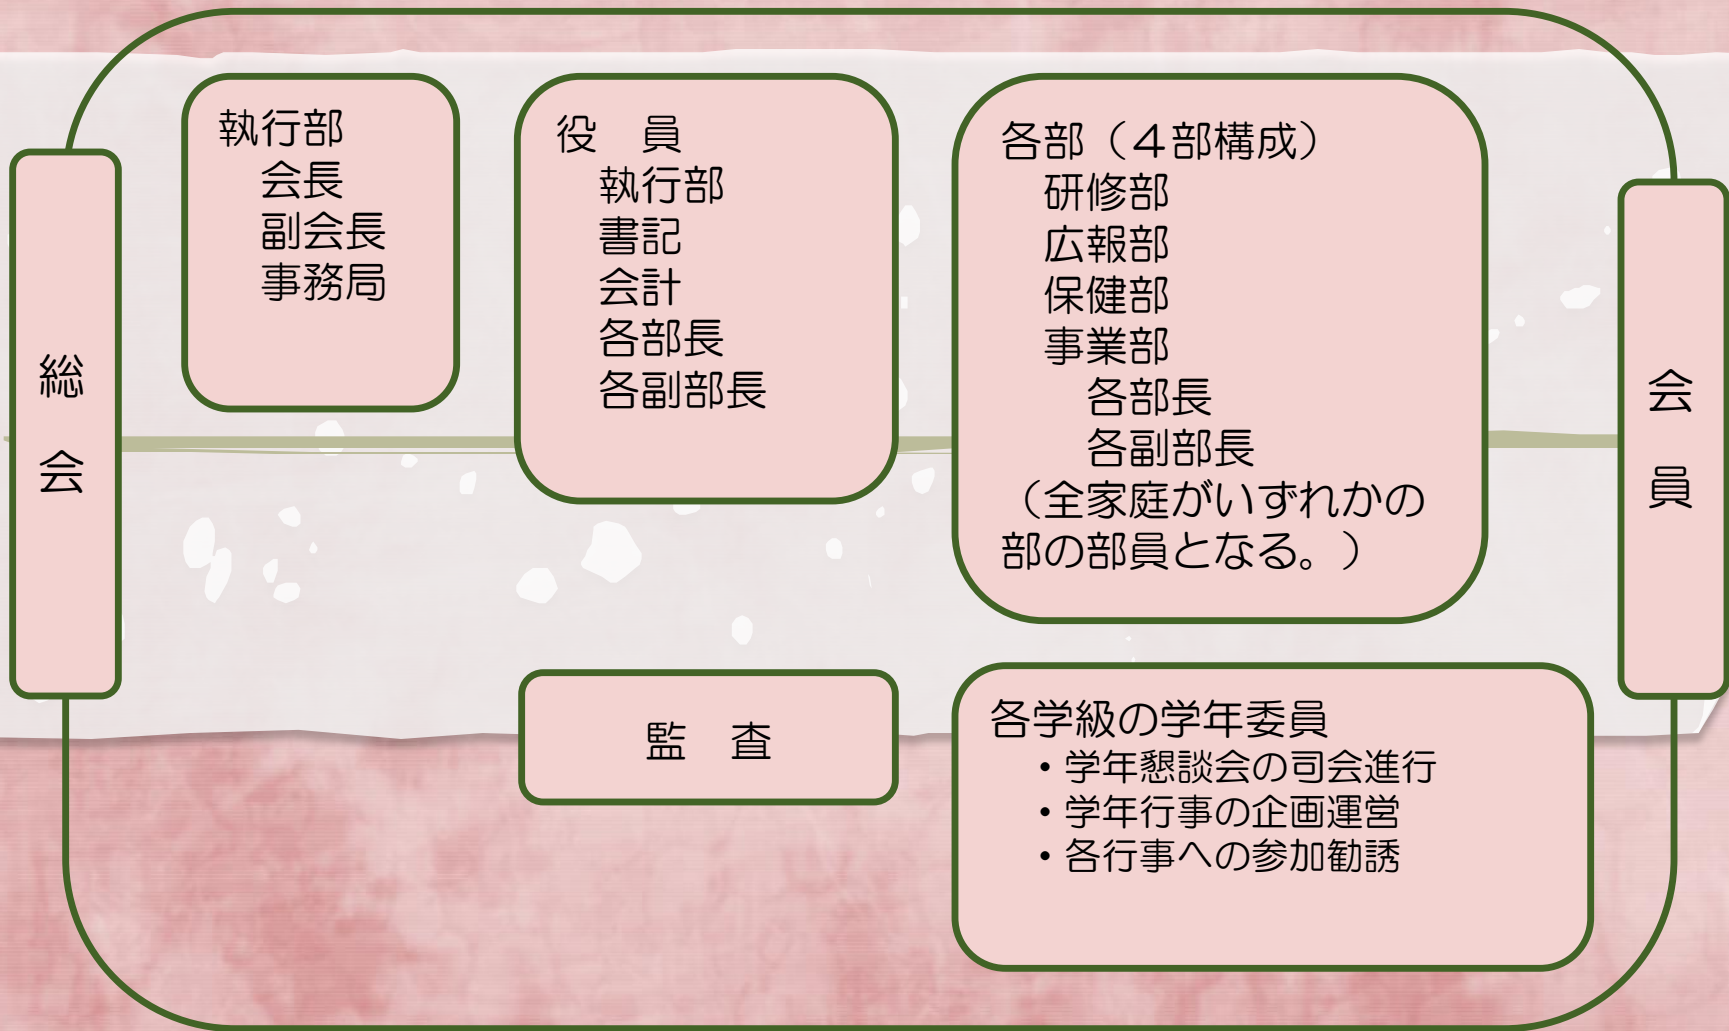 総会
執行部
会長
副会長
事務局
役　員
執行部
書記
会計
各部長
各副部長
各部（４部構成）
研修部
広報部
保健部
事業部
各部長
各副部長
（全家庭がいずれかの
部の部員となる。）
監　査
各学級の学年委員
・学年懇談会の司会進行
・学年行事の企画運営
・各行事への参加勧誘
会員